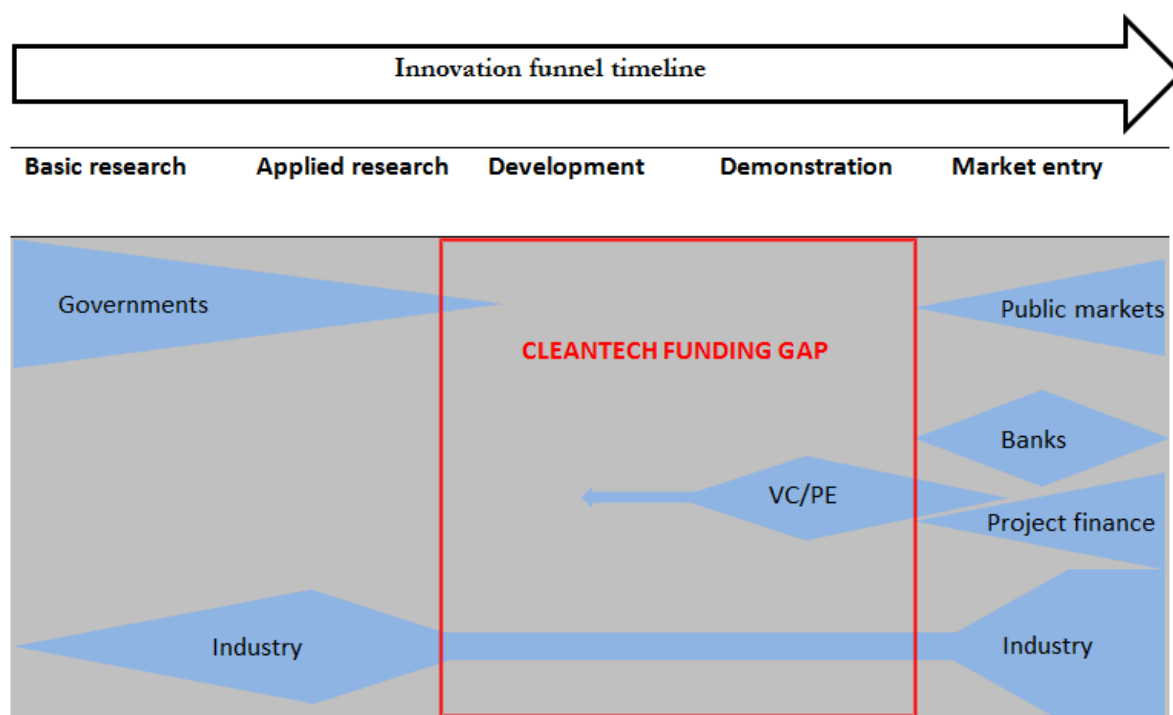 Innovation funnel timeline
Basic research Applied research Development Demonstration Market entry
Governments
Public markets
CLEANTECH FUNDING GAP
Banks
VC/PE
Project finance
Industry
Industry